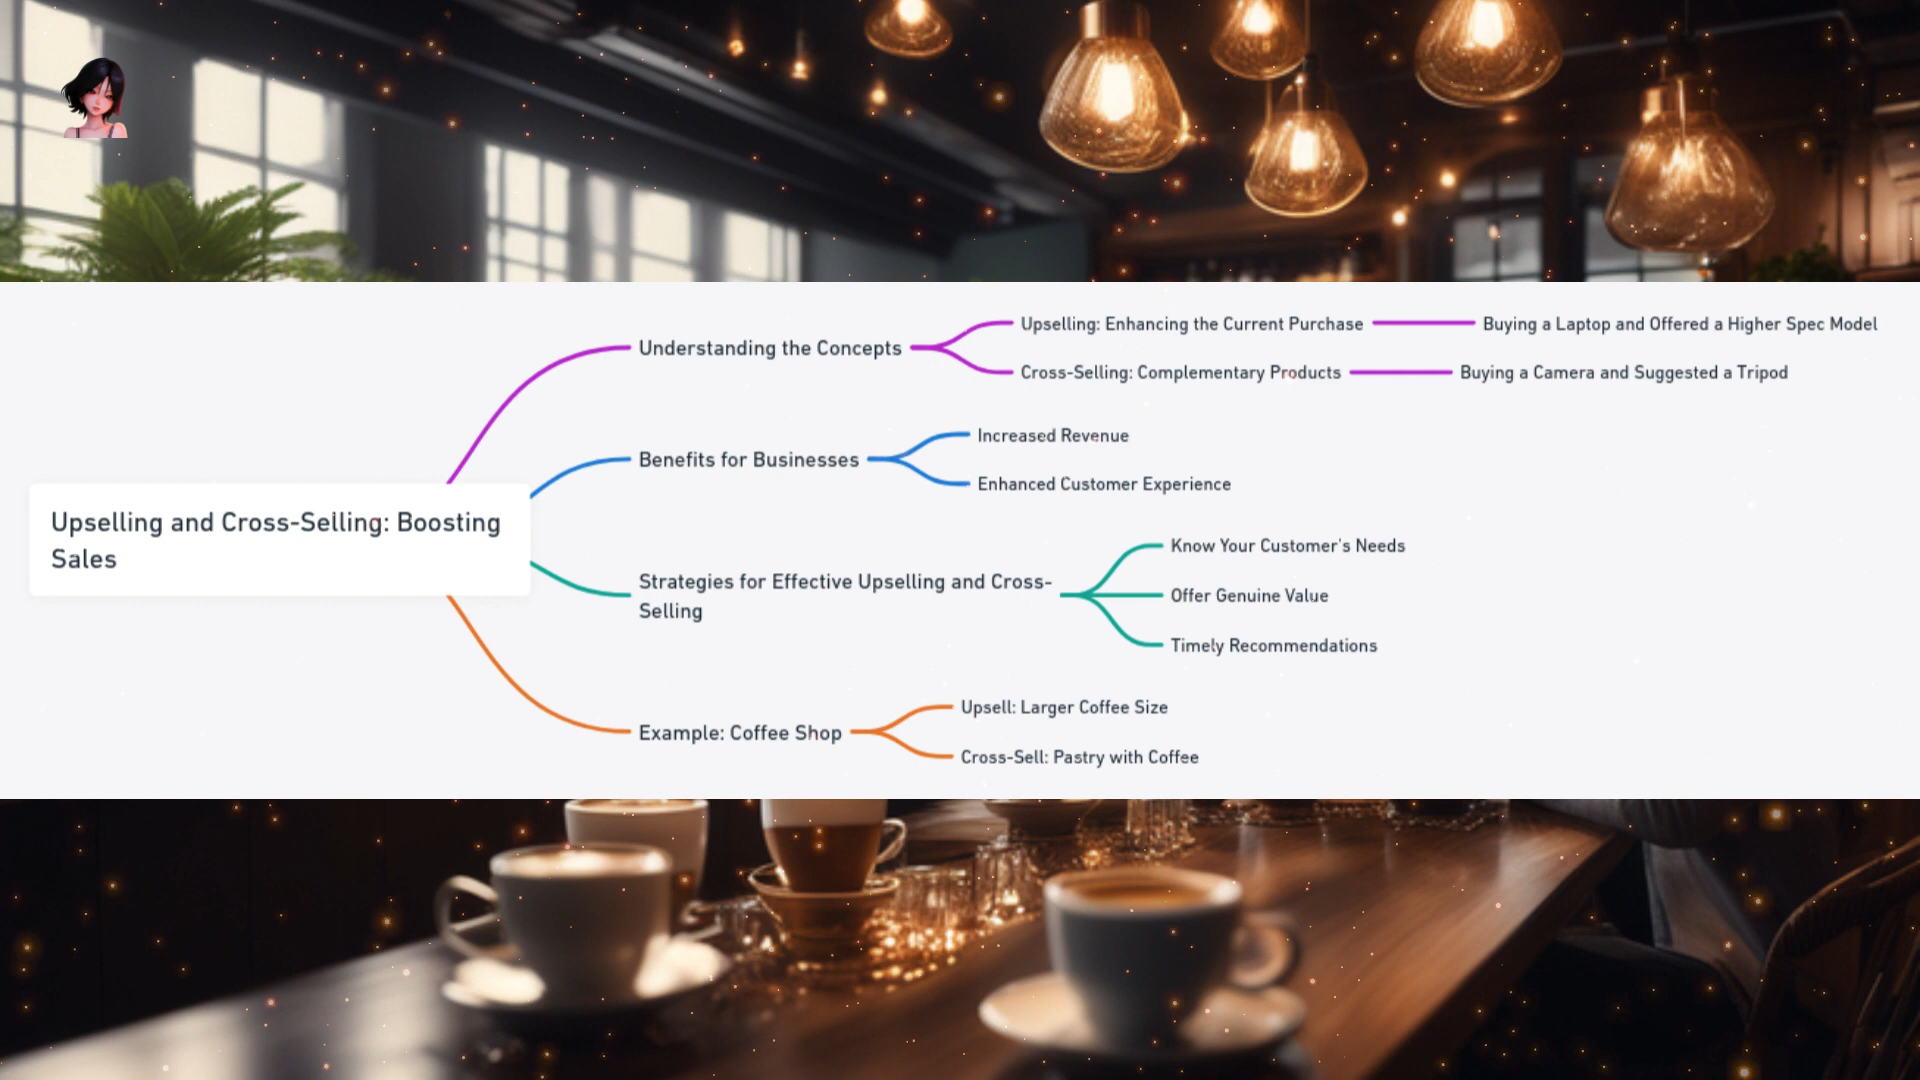 Upselling and Cross-Selling: Boosting
Sales
Understanding the Concepts
Upselling: Enhancing the Current Purchase
Buying a Laptop and Offered a Higher Spec Model
Cross-Selling: Complementary Products
Buying a Camera and Suggested a Tripod
Benefits for Businesses
Increased Revenue
Enhanced Customer Experience
Strategies for Effective Upselling and Cross-
Selling
Know Your Customer's Needs
Offer Genuine Value
Timely Recommendations
Example: Coffee Shop
Upsell: Larger Coffee Size
Cross-Sell: Pastry with Coffee